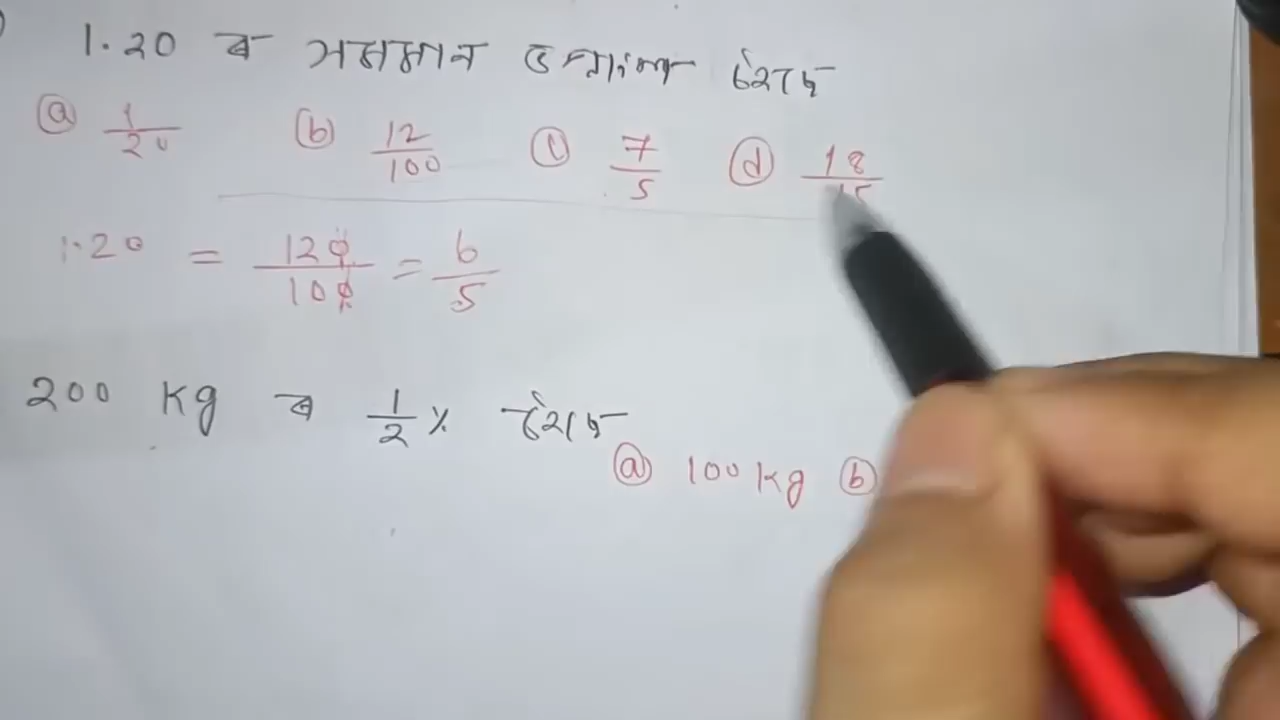 1.20 ৰ সমমান ভগ্নাংশ হৈছে
ⓐ 1/20 ⓑ 12/100 ⓒ 7/5 ⓓ 18/15
1.20 = 120/100 = 6/5
200 kg ৰ 1/2 % হৈছে
ⓐ 100 kg ⓑ